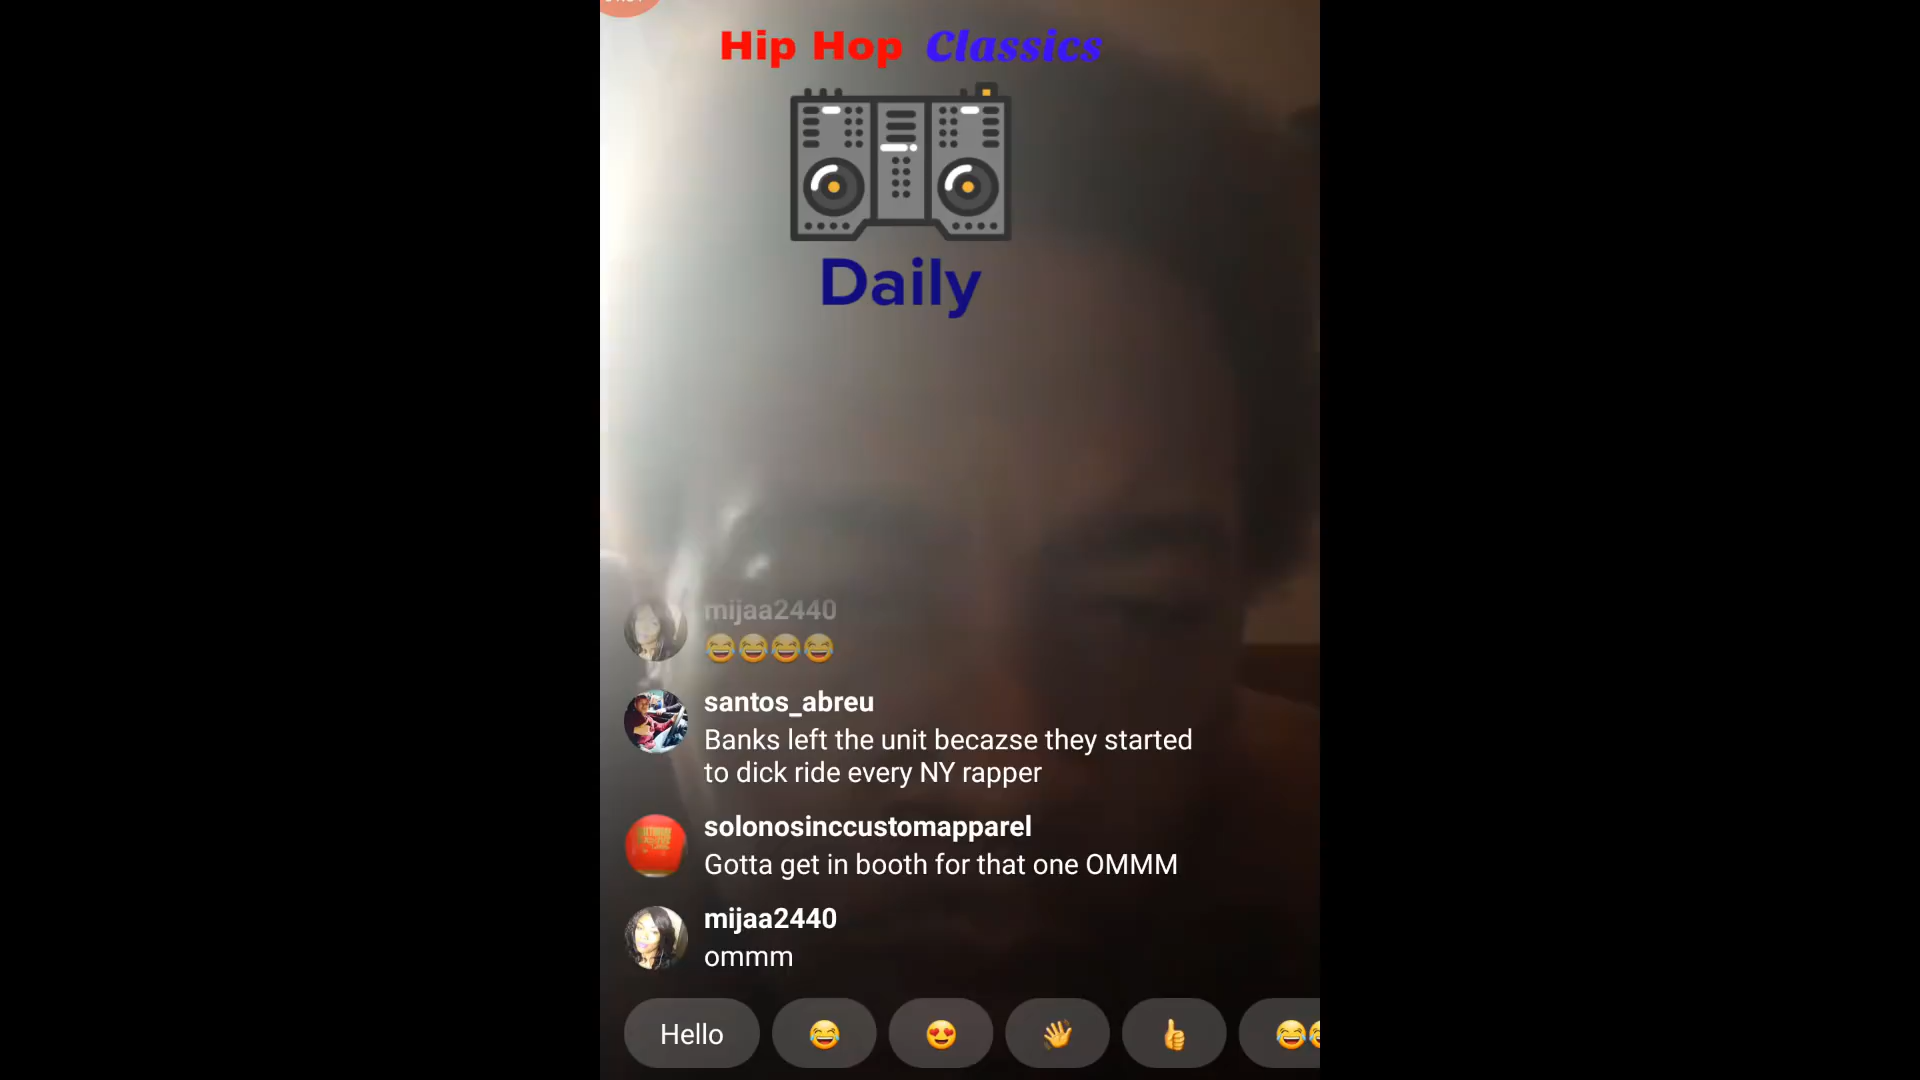 Hip Hop Classics
Daily
mijaa2440
😂😂😂😂
santos_abreu
Banks left the unit becazse they started
to dick ride every NY rapper
solonosinccustomapparel
Gotta get in booth for that one OMMM
mijaa2440
ommm
Hello